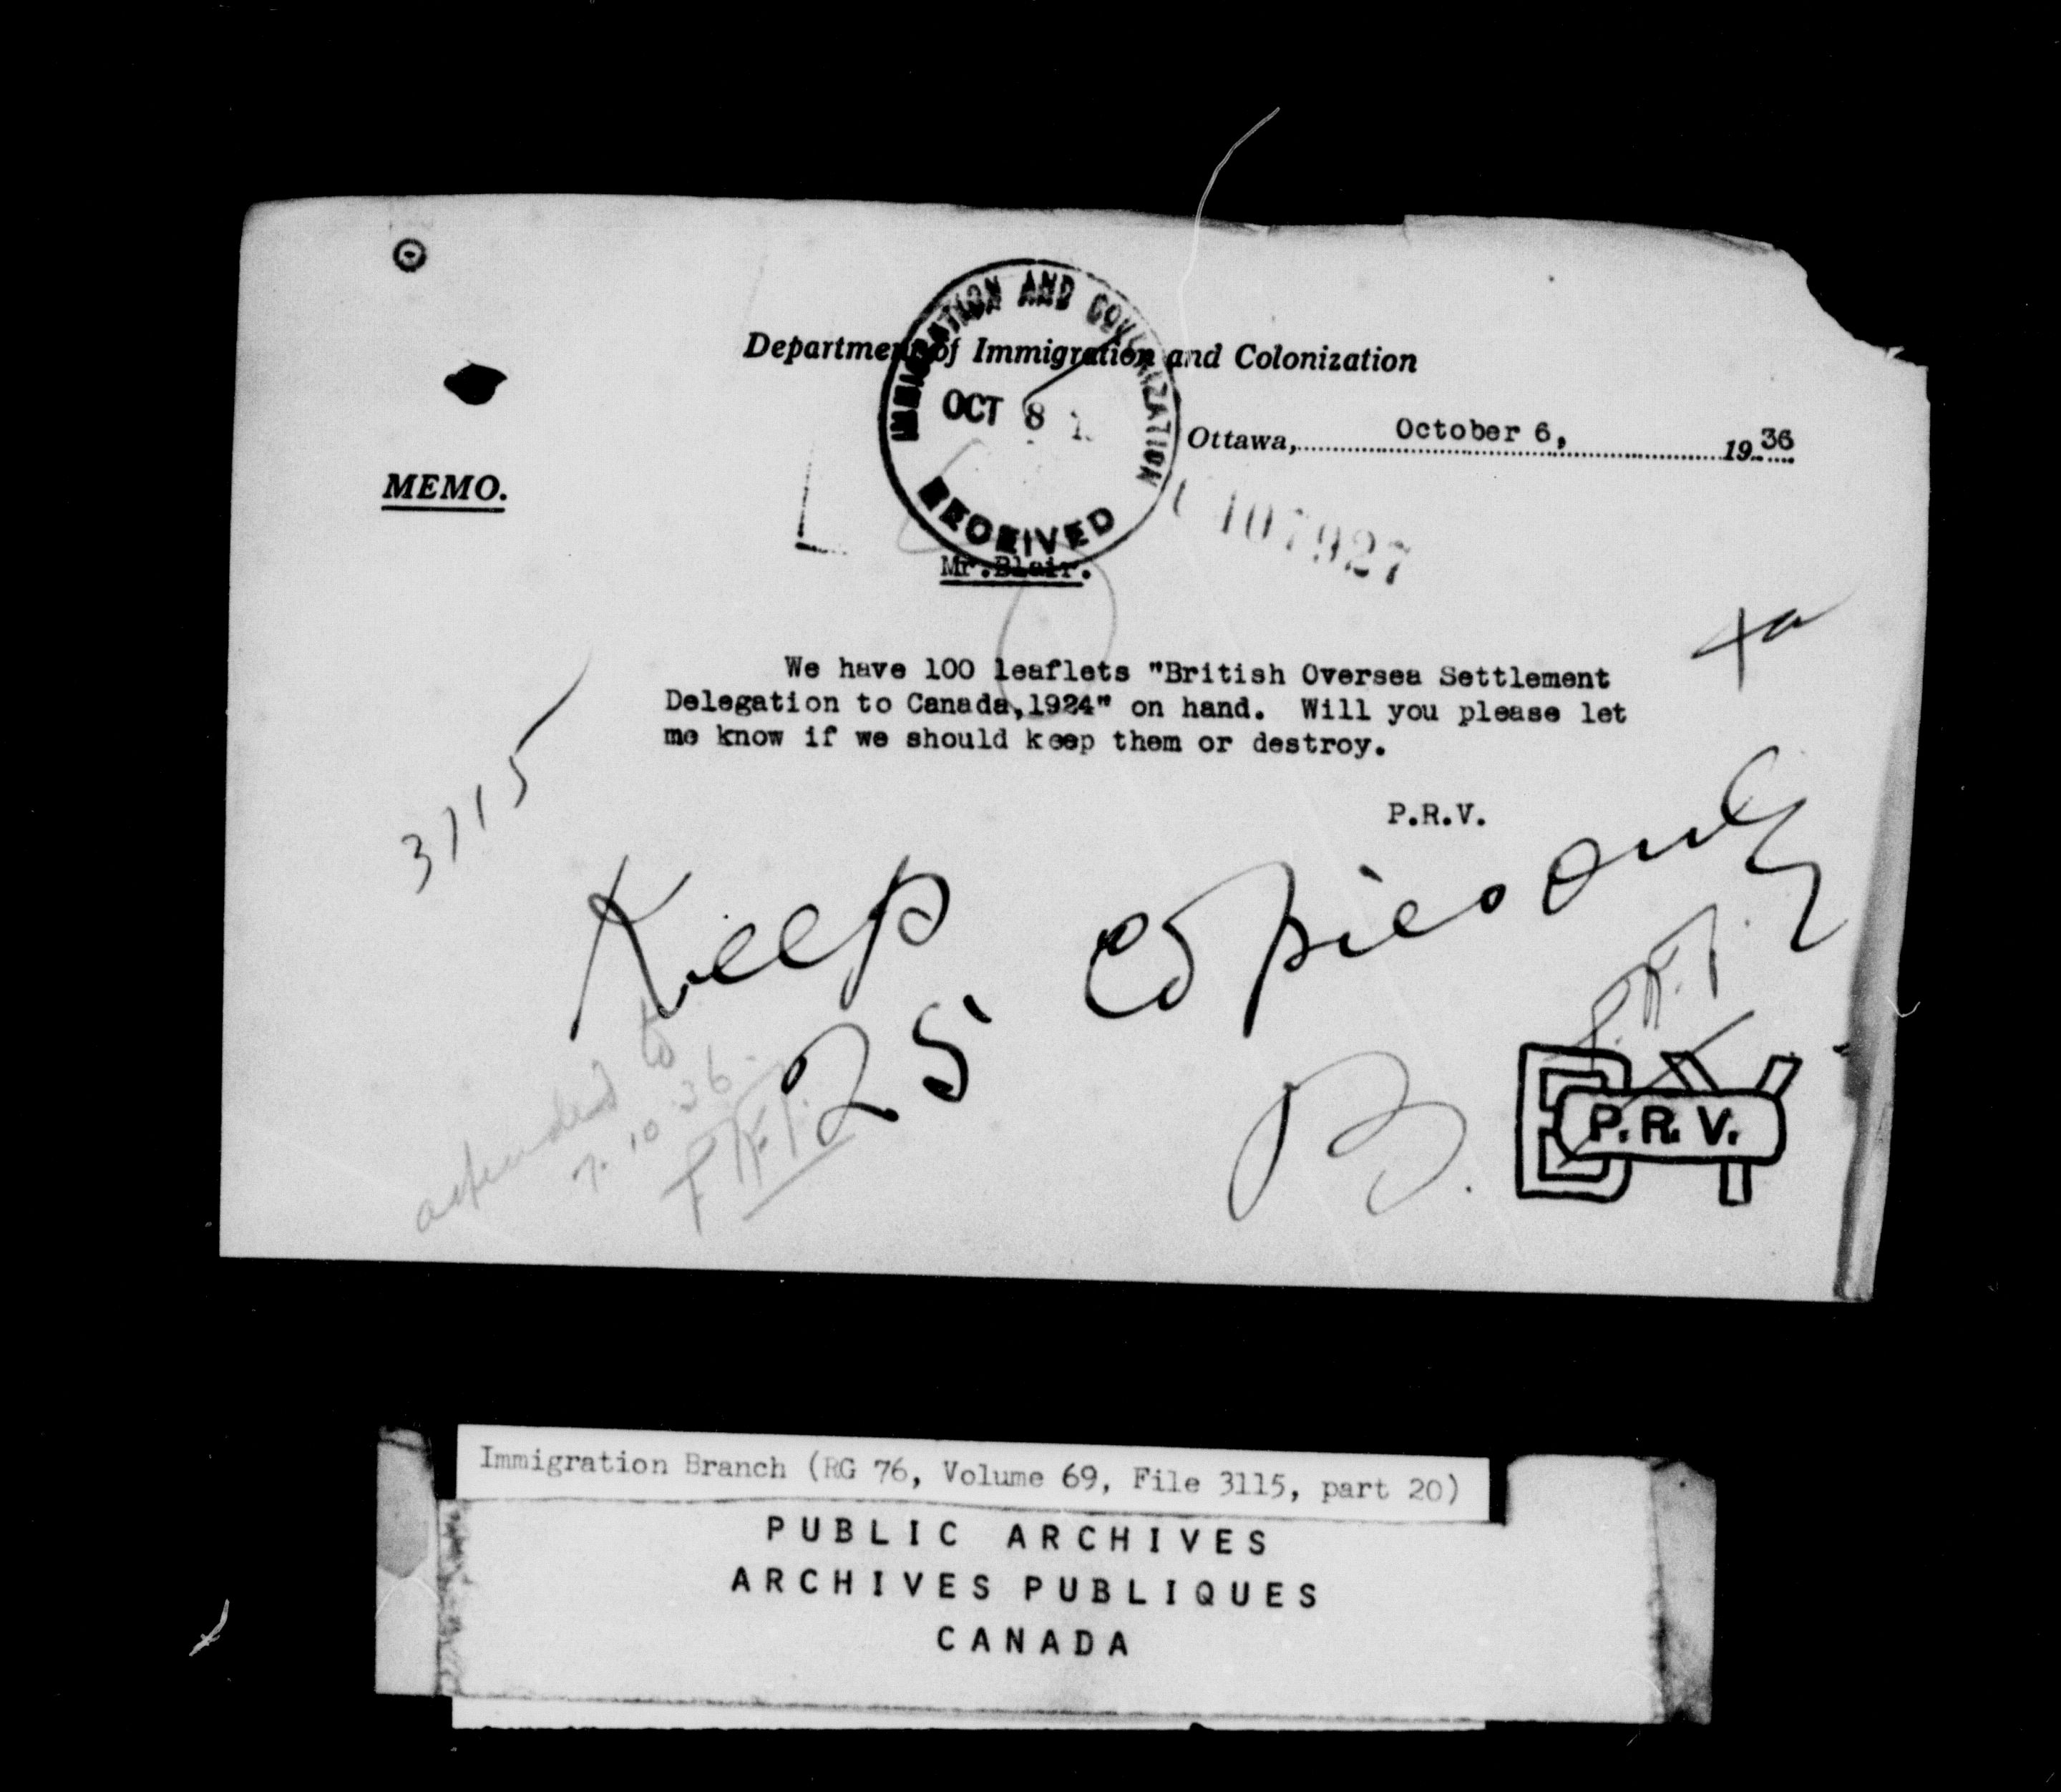 IMMIGRATION AND COLONIZATION
Department of Immigration and Colonization
OCT 8
Ottawa, October 6, 1936
MEMO.
RECEIVED
107927
Mr.Blair.
We have 100 leaflets "British Oversea Settlement
Delegation to Canada,1924" on hand. Will you please let
me know if we should keep them or destroy.
P.R.V.
3115
Keep
25 copies only
B.
attended to
7.10.36.
P.R.V.
Immigration Branch (RG 76, Volume 69, File 3115, part 20)
PUBLIC ARCHIVES
ARCHIVES PUBLIQUES
CANADA